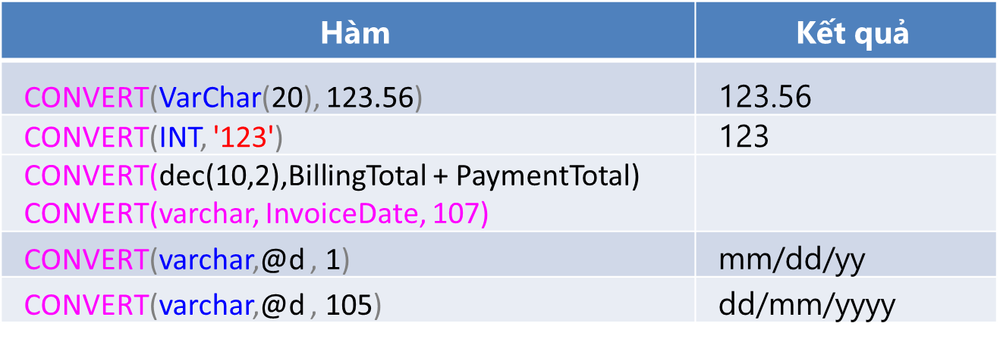 Hàm Kết quả
CONVERT(VarChar(20), 123.56) 123.56
CONVERT(INT, '123') 123
CONVERT(dec(10,2),BillingTotal + PaymentTotal)
CONVERT(varchar, InvoiceDate, 107)
CONVERT(varchar,@d , 1) mm/dd/yy
CONVERT(varchar,@d , 105) dd/mm/yyyy